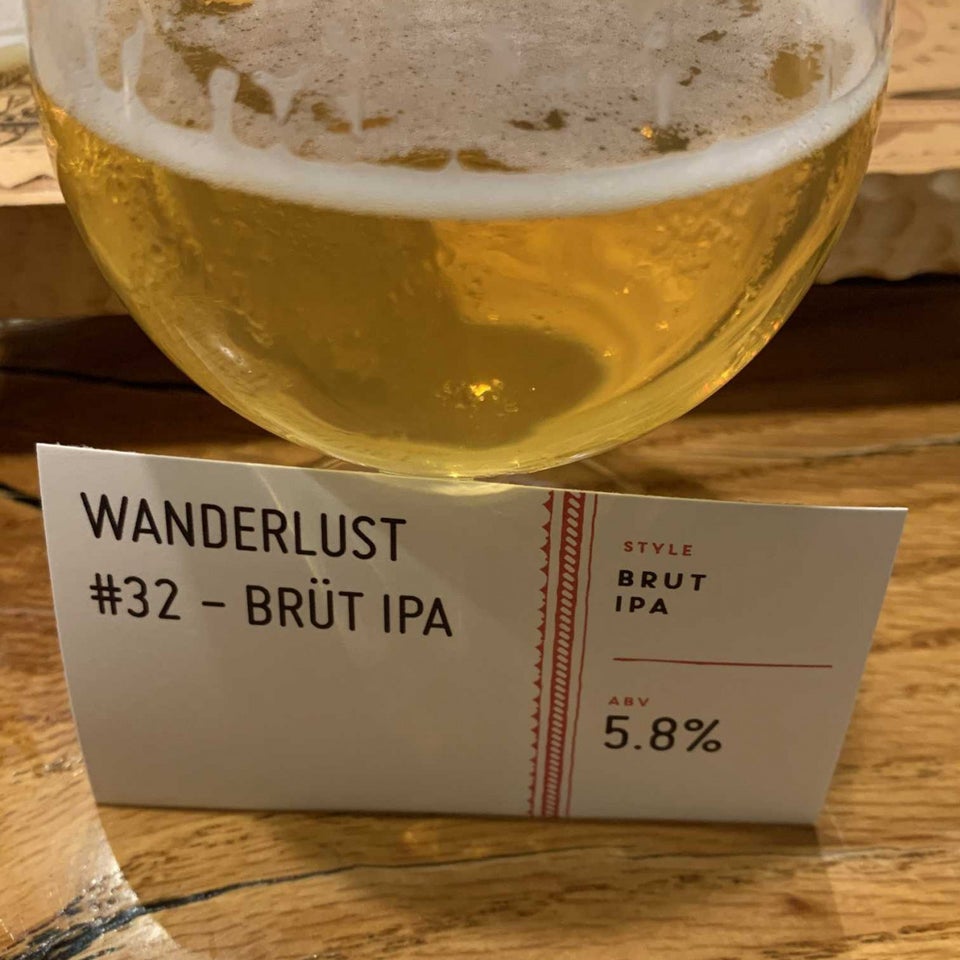 WANDERLUST
#32 – BRÜT IPA
STYLE
BRUT
IPA
ABV
5.8%